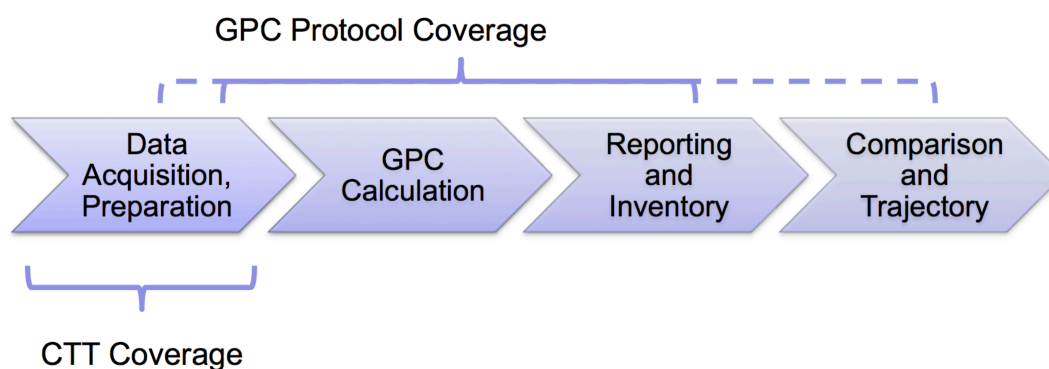 GPC Protocol Coverage
Data
Acquisition,
Preparation
GPC
Calculation
Reporting
and
Inventory
Comparison
and
Trajectory
CTT Coverage